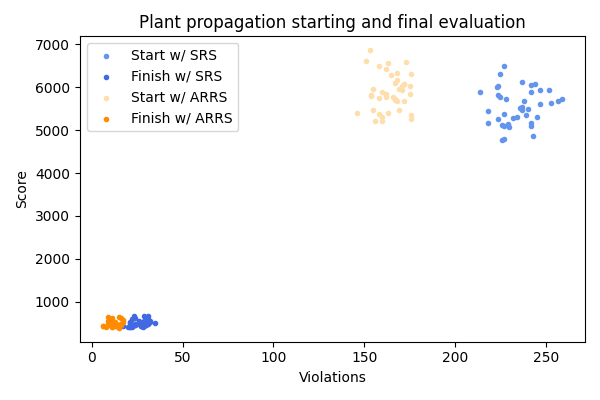 Plant propagation starting and final evaluation
Start w/ SRS
Finish w/ SRS
Start w/ ARRS
Finish w/ ARRS
Score
7000
6000
5000
4000
3000
2000
1000
0 50 100 150 200 250
Violations